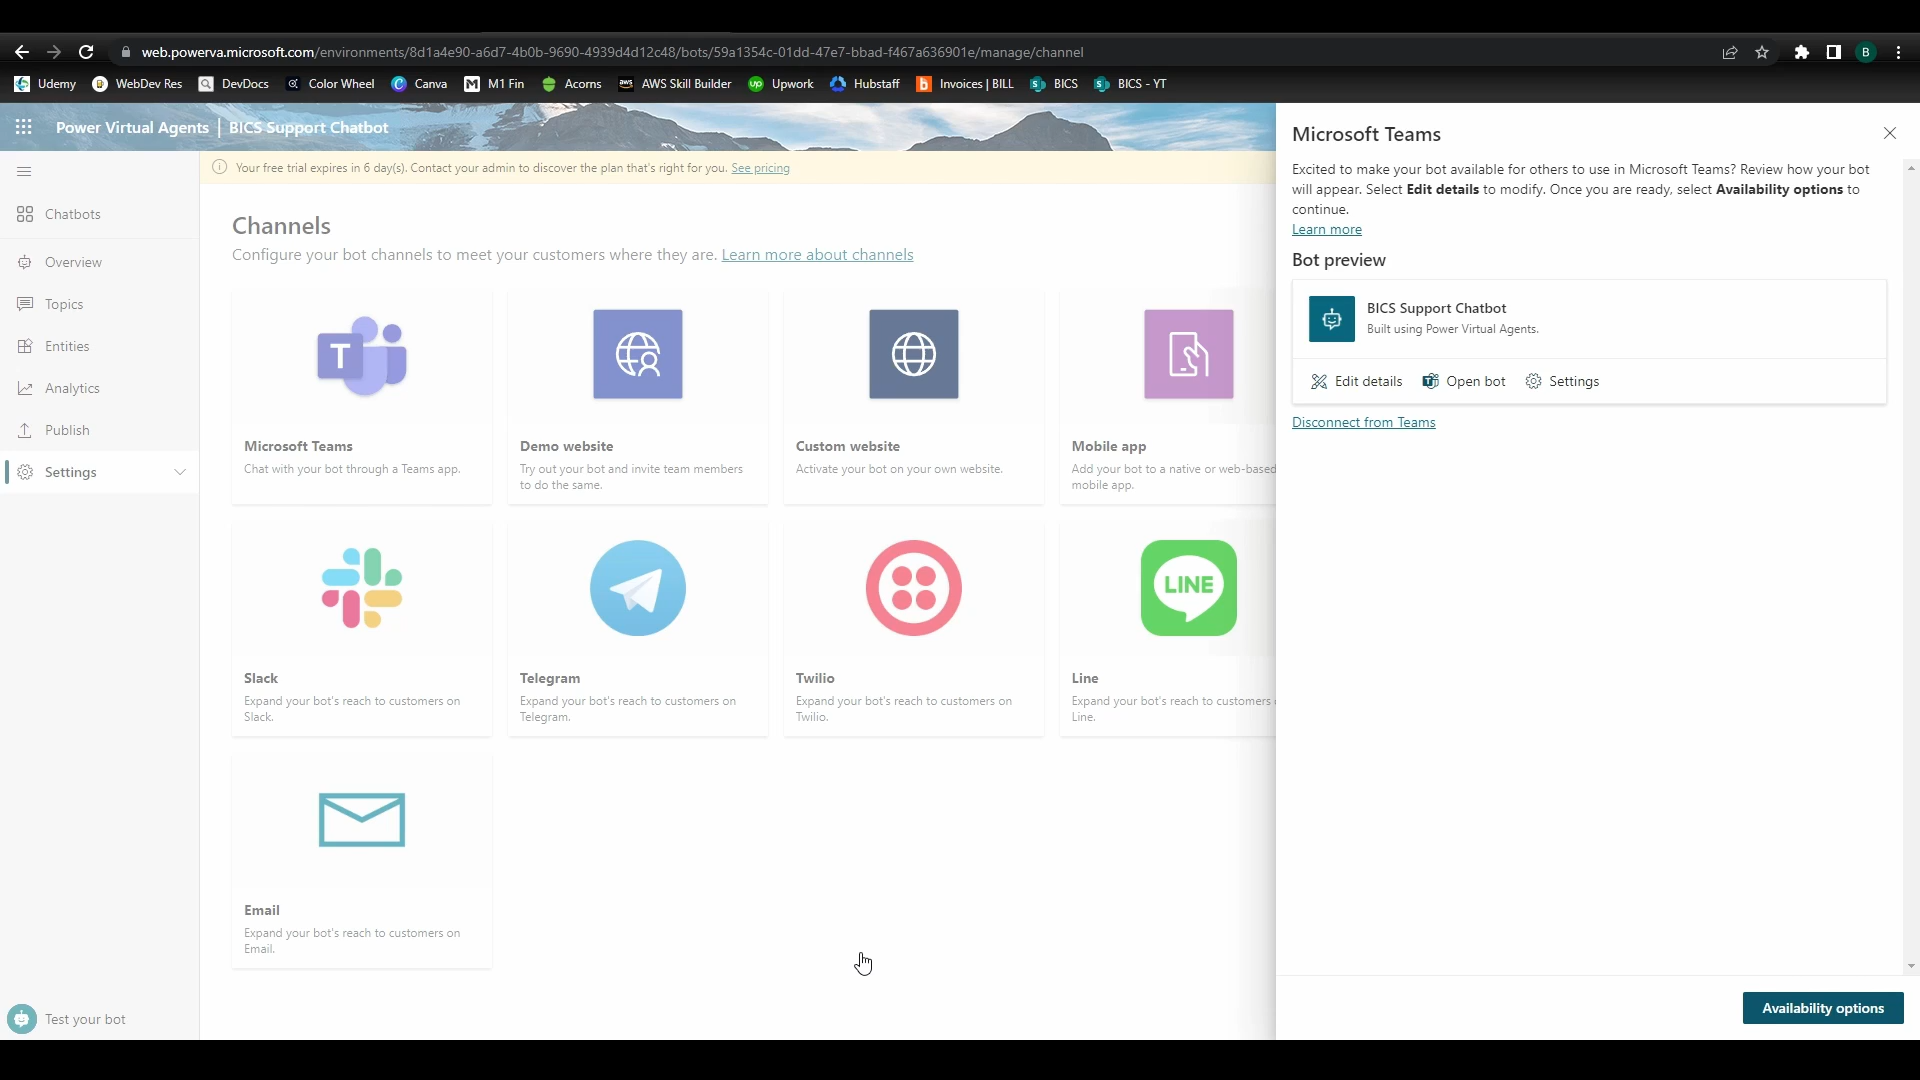 web.powerva.microsoft.com/environments/8d1a4e90-a6d7-4b0b-9690-4939d4d12c48/bots/59a1354c-01dd-47e7-bbad-f467a636901e/manage/channel
B
Udemy WebDev Res DevDocs Color Wheel Canva M1 Fin Acorns AWS Skill Builder Upwork Hubstaff Invoices | BILL BICS BICS - YT
Power Virtual Agents | BICS Support Chatbot
Your free trial expires in 6 day(s). Contact your admin to discover the plan that's right for you. See pricing
Chatbots
Overview
Topics
Entities
Analytics
Publish
Settings
Test your bot
Channels
Configure your bot channels to meet your customers where they are. Learn more about channels
T
Microsoft Teams
Chat with your bot through a Teams app.
Demo website
Try out your bot and invite team members
to do the same.
Custom website
Activate your bot on your own website.
Mobile app
Add your bot to a native or web-based
mobile app.
Slack
Expand your bot's reach to customers on
Slack.
Telegram
Expand your bot's reach to customers on
Telegram.
Twilio
Expand your bot's reach to customers on
Twilio.
LINE
Line
Expand your bot's reach to customers
Line.
Email
Expand your bot's reach to customers on
Email.
Microsoft Teams
Excited to make your bot available for others to use in Microsoft Teams? Review how your bot
will appear. Select Edit details to modify. Once you are ready, select Availability options to
continue.
Learn more
Bot preview
BICS Support Chatbot
Built using Power Virtual Agents.
Edit details Open bot Settings
Disconnect from Teams
Availability options